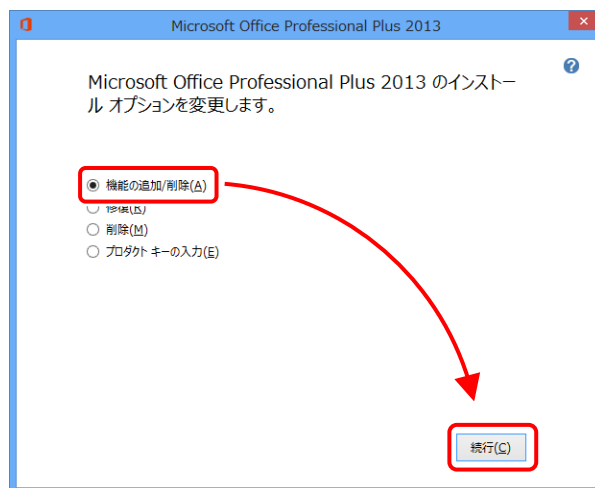 Microsoft Office Professional Plus 2013
Microsoft Office Professional Plus 2013 のインストー
ル オプションを変更します。
機能の追加/削除(A)
修復(R)
削除(M)
プロダクト キーの入力(E)
続行(C)